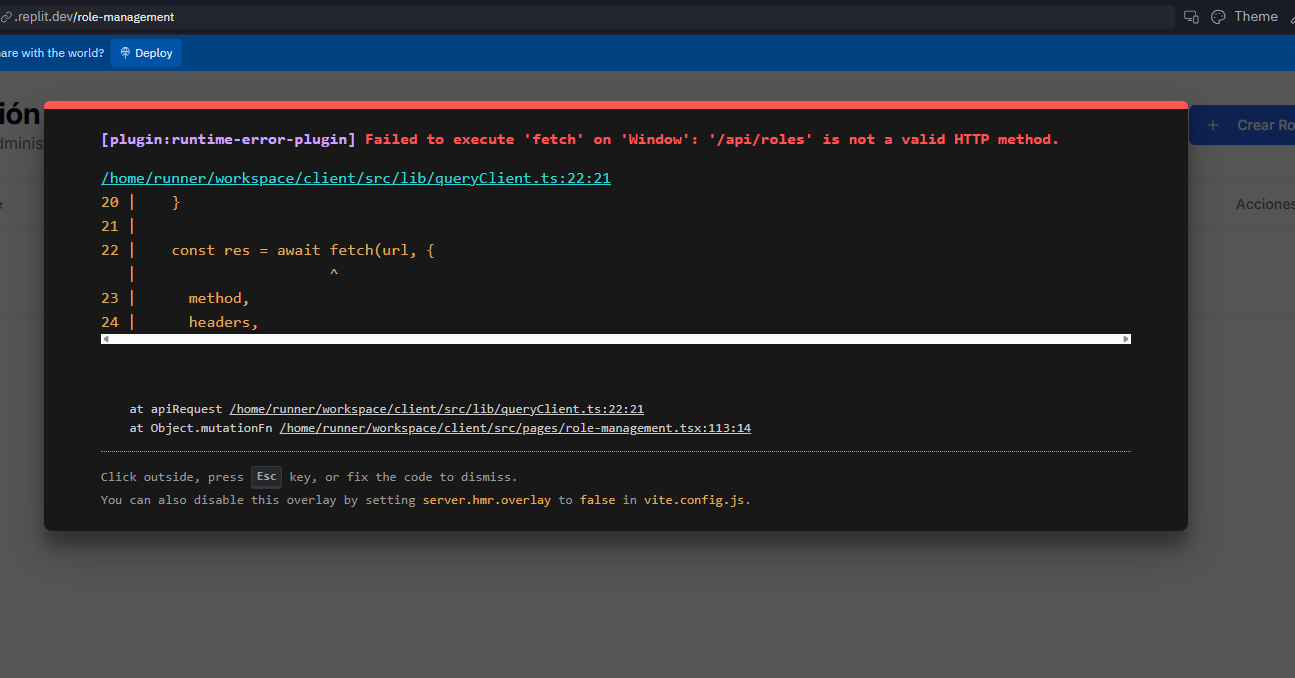 .replit.dev/role-management
Theme
are with the world?
Deploy
ión
dminis
+ Crear Ro
Acciones
[plugin:runtime-error-plugin] Failed to execute 'fetch' on 'Window': '/api/roles' is not a valid HTTP method.
/home/runner/workspace/client/src/lib/queryClient.ts:22:21
20 |    }
21 |
22 |    const res = await fetch(url, {
   |                      ^
23 |      method,
24 |      headers,
at apiRequest /home/runner/workspace/client/src/lib/queryClient.ts:22:21
at Object.mutationFn /home/runner/workspace/client/src/pages/role-management.tsx:113:14
Click outside, press Esc key, or fix the code to dismiss.
You can also disable this overlay by setting server.hmr.overlay to false in vite.config.js.